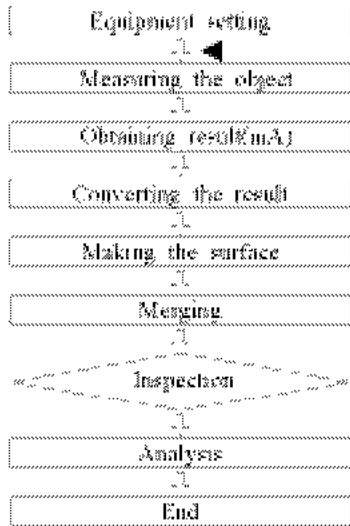 Equipment setting
Measuring the object
Obtaining result(mA)
Converting the result
Making the surface
Merging
Inspection
Analysis
End